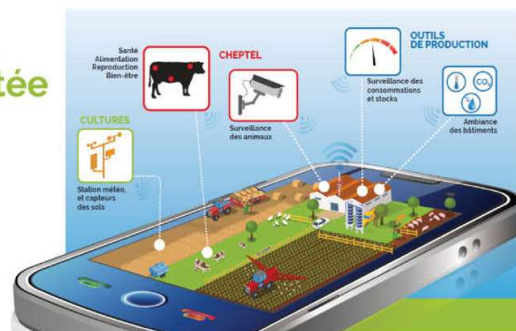 tée
Santé
Alimentation
Reproduction
Bien-être
CHEPTEL
OUTILS
DE PRODUCTION
CULTURES
Surveillance
des animaux
Surveillance des
consommations
et stocks
CO₂
Ambiance
des bâtiments
Station météo,
et capteurs
des sols